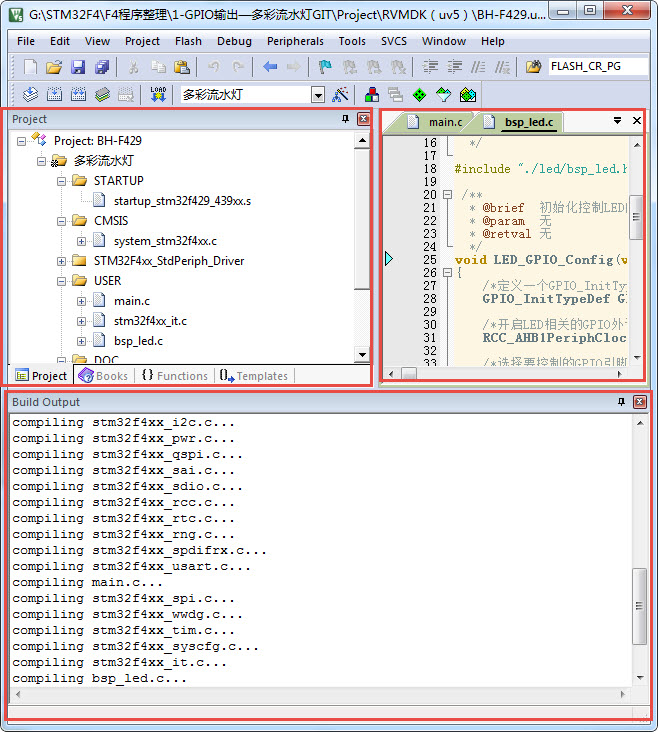 G:\STM32F4\F4程序整理\1-GPIO输出—多彩流水灯GIT\Project\RVMDK（uv5）\BH-F429.u...
File Edit View Project Flash Debug Peripherals Tools SVCS Window Help
FLASH_CR_PG
LOAD
多彩流水灯
Project
Project: BH-F429
多彩流水灯
STARTUP
startup_stm32f429_439xx.s
CMSIS
system_stm32f4xx.c
STM32F4xx_StdPeriph_Driver
USER
main.c
stm32f4xx_it.c
bsp_led.c
DOC
Project Books {} Functions Templates
main.c bsp_led.c
16 */
17
18 #include "./led/bsp_led.h
19
20 /**
21 * @brief 初始化控制LED
22 * @param 无
23 * @retval 无
24 */
25 void LED_GPIO_Config(v
26 {
27 /*定义一个GPIO_InitTyp
28 GPIO_InitTypeDef G
29
30 /*开启LED相关的GPIO外
31 RCC_AHB1PeriphCloc
32
33 /*选择要控制的GPIO引脚
Build Output
compiling stm32f4xx_i2c.c...
compiling stm32f4xx_pwr.c...
compiling stm32f4xx_qspi.c...
compiling stm32f4xx_sai.c...
compiling stm32f4xx_sdio.c...
compiling stm32f4xx_rcc.c...
compiling stm32f4xx_rtc.c...
compiling stm32f4xx_rng.c...
compiling stm32f4xx_spdifrx.c...
compiling stm32f4xx_usart.c...
compiling main.c...
compiling stm32f4xx_spi.c...
compiling stm32f4xx_wwdg.c...
compiling stm32f4xx_tim.c...
compiling stm32f4xx_syscfg.c...
compiling stm32f4xx_it.c...
compiling bsp_led.c...